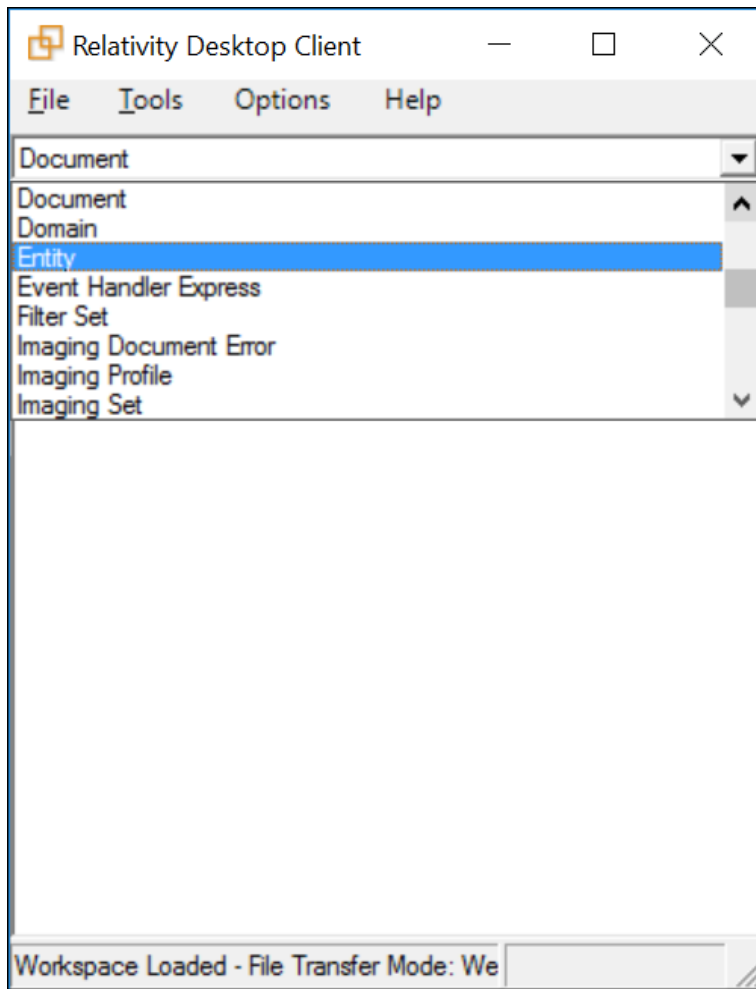 Relativity Desktop Client
File Tools Options Help
Document
Document
Domain
Entity
Event Handler Express
Filter Set
Imaging Document Error
Imaging Profile
Imaging Set
Workspace Loaded - File Transfer Mode: We